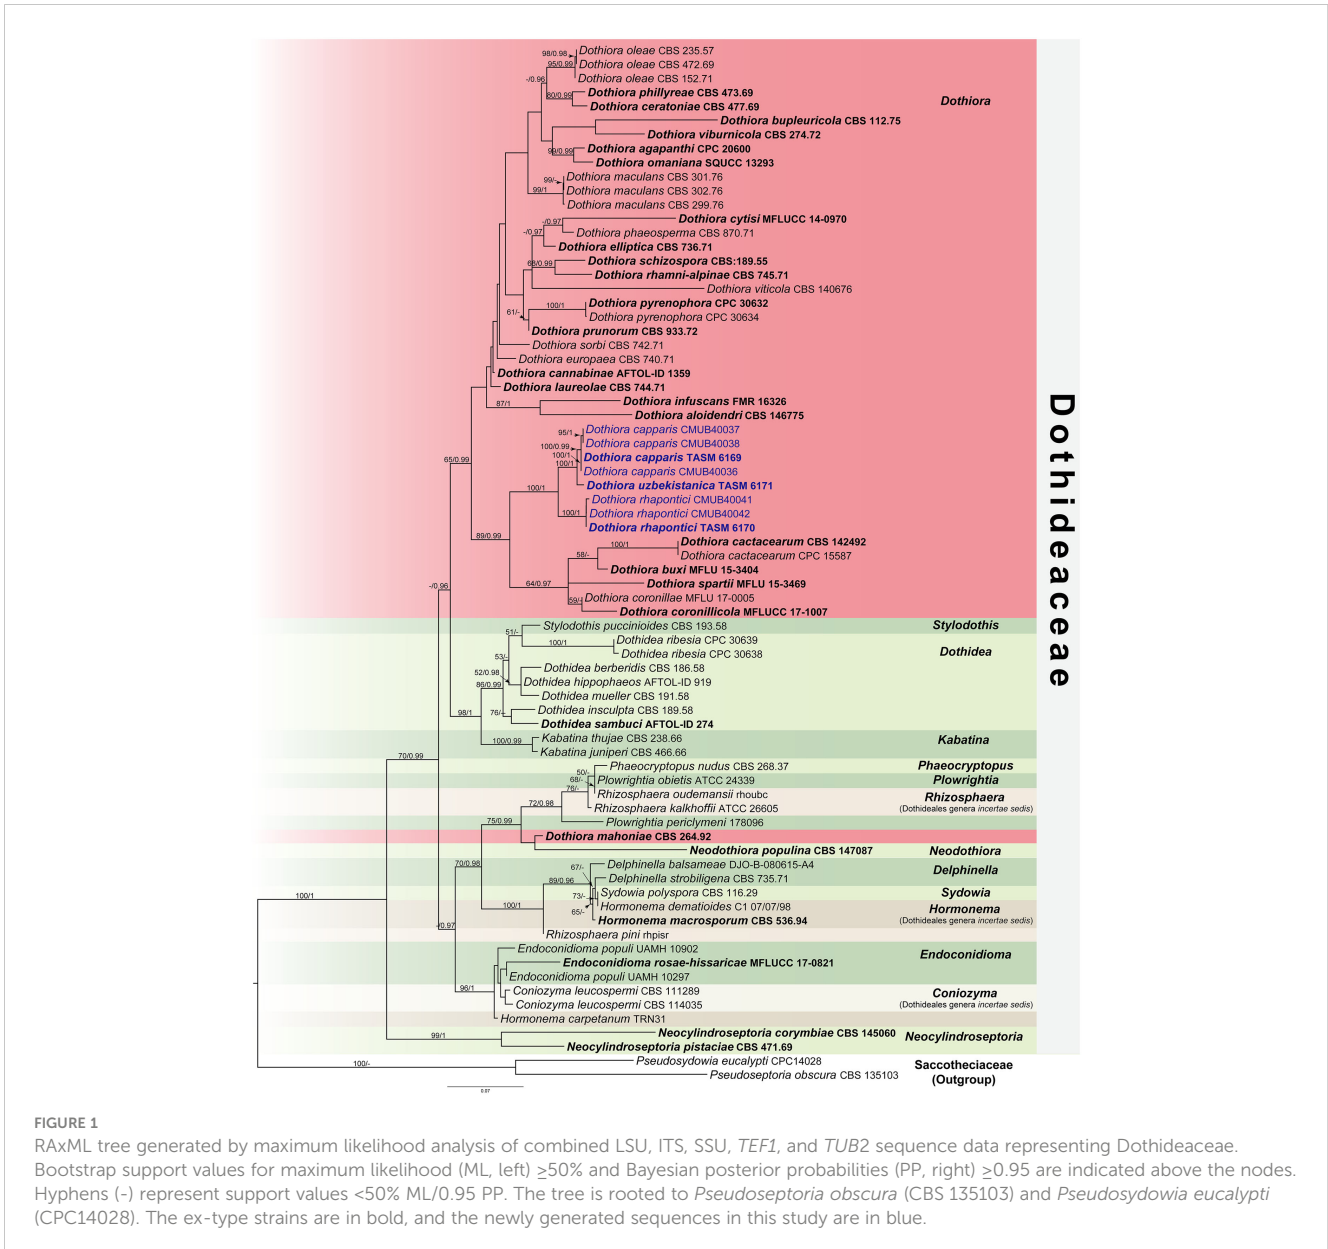 98/0.98
Dothiora oleae CBS 235.57
95/0.99
Dothiora oleae CBS 472.69
-/0.96
Dothiora oleae CBS 152.71
80/0.99
Dothiora phillyreae CBS 473.69
Dothiora
Dothiora ceratoniae CBS 477.69
Dothiora bupleuricola CBS 112.75
Dothiora viburnicola CBS 274.72
99/0.99
Dothiora agapanthi CPC 20600
Dothiora omaniana SQUCC 13293
99/-
Dothiora maculans CBS 301.76
99/1
Dothiora maculans CBS 302.76
Dothiora maculans CBS 299.76
-/0.97
Dothiora cytisi MFLUCC 14-0970
-/0.97
Dothiora phaeosperma CBS 870.71
Dothiora elliptica CBS 736.71
68/0.99
Dothiora schizospora CBS:189.55
Dothiora rhamni-alpinae CBS 745.71
Dothiora viticola CBS 140676
100/1
Dothiora pyrenophora CPC 30632
61/-
Dothiora pyrenophora CPC 30634
Dothiora prunorum CBS 933.72
Dothiora sorbi CBS 742.71
Dothiora europaea CBS 740.71
Dothiora cannabinae AFTOL-ID 1359
Dothiora laureolae CBS 744.71
87/1
Dothiora infuscans FMR 16326
Dothiora aloidendri CBS 146775
95/1
Dothiora capparis CMUB40037
100/0.99
Dothiora capparis CMUB40038
100/1
Dothiora capparis TASM 6169
100/1
Dothiora capparis CMUB40036
65/0.99
100/1
Dothiora uzbekistanica TASM 6171
Dothiora rhapontici CMUB40041
100/1
Dothiora rhapontici CMUB40042
Dothiora rhapontici TASM 6170
89/0.99
100/1
Dothiora cactacearum CBS 142492
58/-
Dothiora cactacearum CPC 15587
Dothiora buxi MFLU 15-3404
64/0.97
Dothiora spartii MFLU 15-3469
-/0.96
59/-
Dothiora coronillae MFLU 17-0005
Dothiora coronillicola MFLUCC 17-1007
Dothideaceae
Stylodothis puccinioides CBS 193.58
Stylodothis
51/-
100/1
Dothidea ribesia CPC 30639
Dothidea
53/-
Dothidea ribesia CPC 30638
52/0.98
Dothidea berberidis CBS 186.58
86/0.99
Dothidea hippophaeos AFTOL-ID 919
Dothidea mueller CBS 191.58
98/1
76/-
Dothidea insculpta CBS 189.58
Dothidea sambuci AFTOL-ID 274
100/0.99
Kabatina thujae CBS 238.66
Kabatina
Kabatina juniperi CBS 466.66
70/0.99
50/-
Phaeocryptopus nudus CBS 268.37
Phaeocryptopus
68/-
Plowrightia obietis ATCC 24339
Plowrightia
76/-
Rhizosphaera oudemansii rhoubc
Rhizosphaera
72/0.98
Rhizosphaera kalkhoffii ATCC 26605
(Dothideales genera incertae sedis)
75/0.99
Plowrightia periclymeni 178096
Dothiora mahoniae CBS 264.92
Neodothiora populina CBS 147087
Neodothiora
70/0.98
67/-
Delphinella balsameae DJO-B-080615-A4
Delphinella
89/0.96
Delphinella strobiligena CBS 735.71
73/-
Sydowia polyspora CBS 116.29
Sydowia
100/1
100/1
65/-
Hormonema dematioides C1 07/07/98
Hormonema
Hormonema macrosporum CBS 536.94
(Dothideales genera incertae sedis)
-/0.97
Rhizosphaera pini rhpisr
Endoconidioma populi UAMH 10902
Endoconidioma
Endoconidioma rosae-hissaricae MFLUCC 17-0821
Endoconidioma populi UAMH 10297
96/1
Coniozyma leucospermi CBS 111289
Coniozyma
Coniozyma leucospermi CBS 114035
(Dothideales genera incertae sedis)
Hormonema carpetanum TRN31
99/1
Neocylindroseptoria corymbiae CBS 145060
Neocylindroseptoria
Neocylindroseptoria pistaciae CBS 471.69
100/-
Pseudosydowia eucalypti CPC14028
Saccotheciaceae
Pseudoseptoria obscura CBS 135103
(Outgroup)
0.07
FIGURE 1
RAxML tree generated by maximum likelihood analysis of combined LSU, ITS, SSU, TEF1, and TUB2 sequence data representing Dothideaceae.
Bootstrap support values for maximum likelihood (ML, left) ≥50% and Bayesian posterior probabilities (PP, right) ≥0.95 are indicated above the nodes.
Hyphens (-) represent support values <50% ML/0.95 PP. The tree is rooted to Pseudoseptoria obscura (CBS 135103) and Pseudosydowia eucalypti
(CPC14028). The ex-type strains are in bold, and the newly generated sequences in this study are in blue.